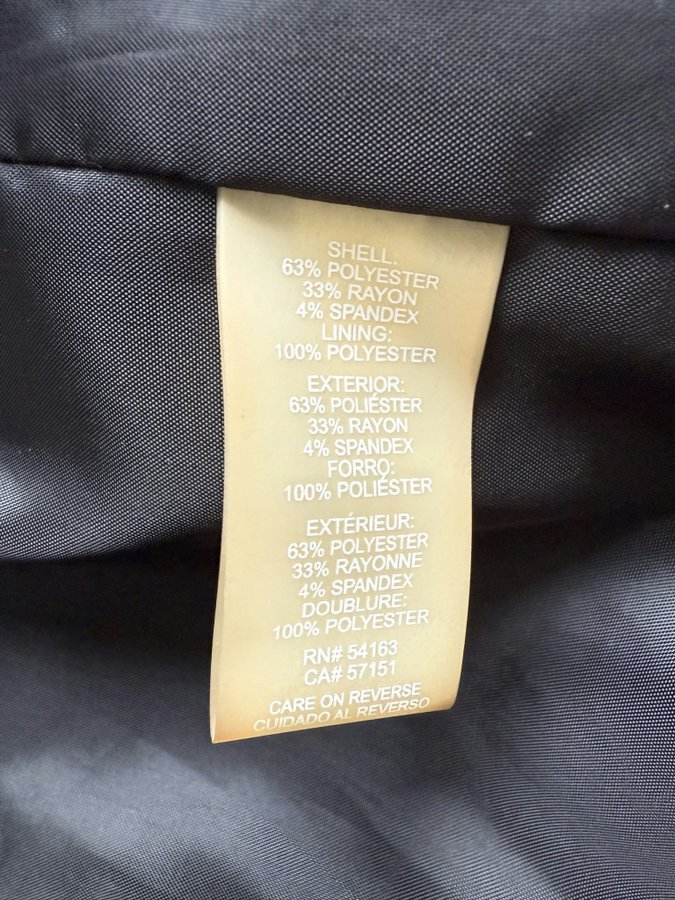 SHELL:
63% POLYESTER
33% RAYON
4% SPANDEX
LINING:
100% POLYESTER
EXTERIOR:
63% POLIÉSTER
33% RAYON
4% SPANDEX
FORRO:
100% POLIÉSTER
EXTÉRIEUR:
63% POLYESTER
33% RAYONNE
4% SPANDEX
DOUBLURE:
100% POLYESTER
RN# 54163
CA# 57151
CARE ON REVERSE
CUIDADO AL REVERSO